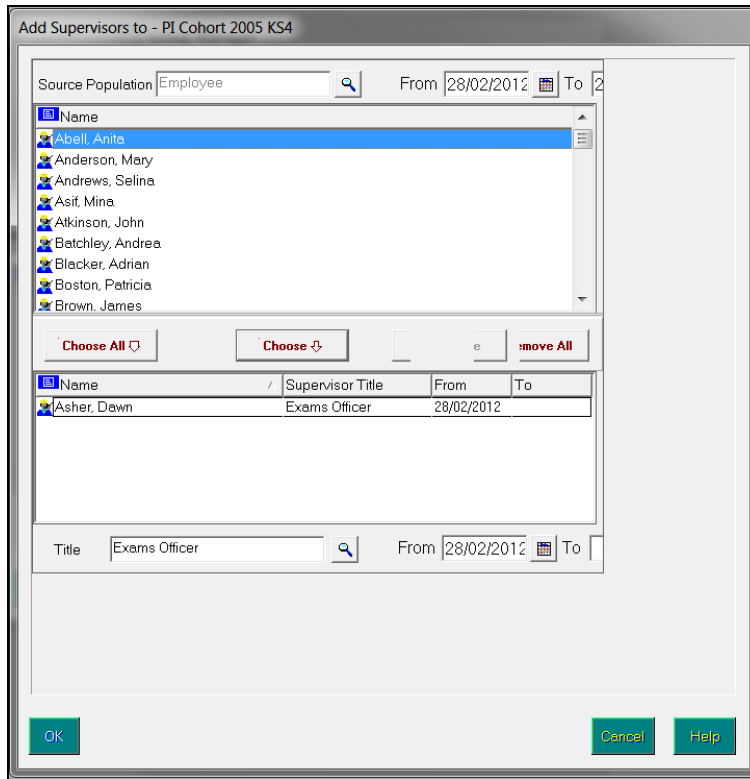 Add Supervisors to - PI Cohort 2005 KS4
Source Population Employee From 28/02/2012 To 2
Name
Abell, Anita
Anderson, Mary
Andrews, Selina
Asif, Mina
Atkinson, John
Batchley, Andrea
Blacker, Adrian
Boston, Patricia
Brown, James
Choose All Choose e move All
Name Supervisor Title From To
Asher, Dawn Exams Officer 28/02/2012
Title Exams Officer From 28/02/2012 To
OK Cancel Help